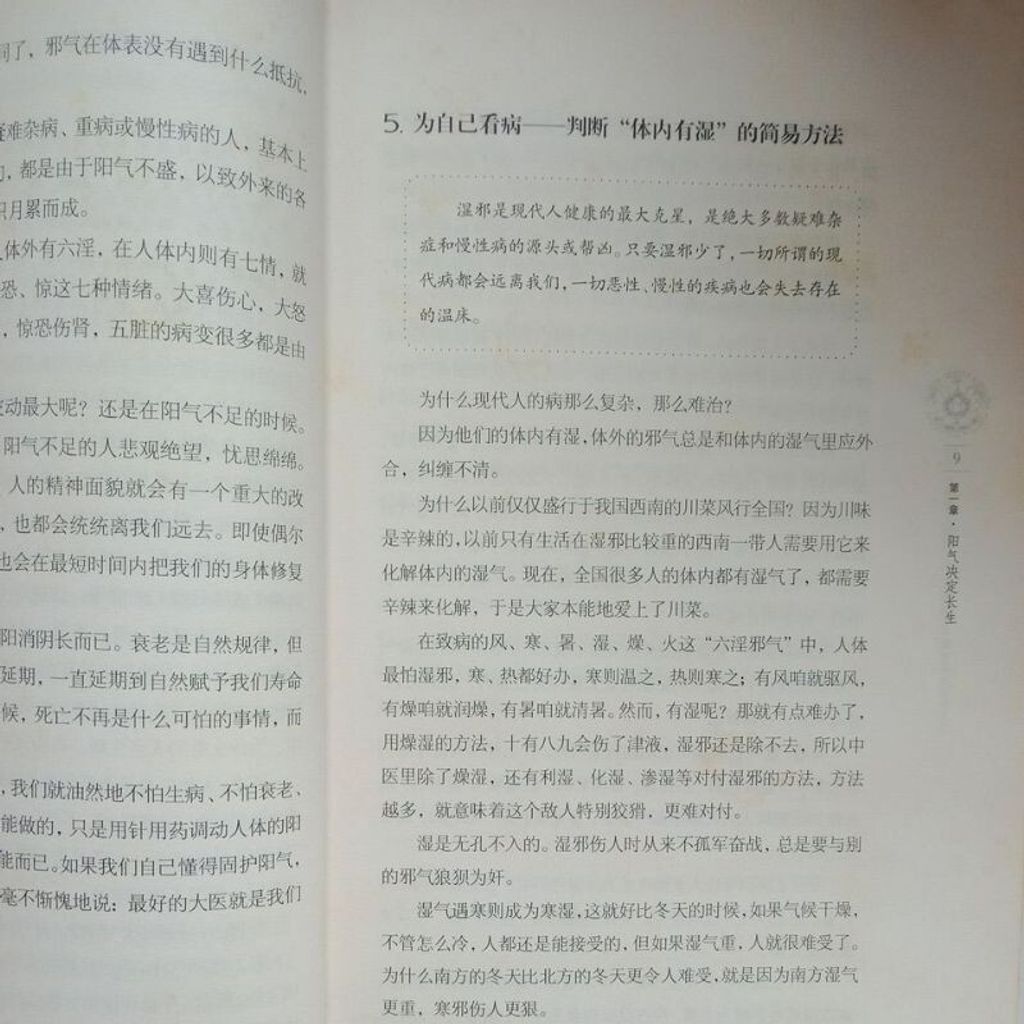 间了，邪气在体表没有遇到什么抵抗，
难杂病、重病或慢性病的人，基本上
，都是由于阳气不盛，以致外来的各
积月累而成。
体外有六淫，在人体内则有七情，就
恐、惊这七种情绪。大喜伤心，大怒
，惊恐伤肾，五脏的病变很多都是由
动最大呢？还是在阳气不足的时候。
阳气不足的人悲观绝望，忧思绵绵。
人的精神面貌就会有一个重大的改
，也都会统统离我们远去。即使偶尔
也会在最短时间内把我们的身体修复
阳消阴长而已。衰老是自然规律，但
延期，一直延期到自然赋予我们寿命
候，死亡不再是什么可怕的事情，而
，我们就油然地不怕生病、不怕衰老、
能做的，只是用针用药调动人体的阳
能而已。如果我们自己懂得固护阳气，
毫不惭愧地说：最好的大医就是我们
5. 为自己看病——判断“体内有湿”的简易方法
湿邪是现代人健康的最大克星，是绝大多数疑难杂
症和慢性病的源头或帮凶。只要湿邪少了，一切所谓的现
代病都会远离我们，一切恶性、慢性的疾病也会失去存在
的温床。
为什么现代人的病那么复杂，那么难治？
因为他们的体内有湿，体外的邪气总是和体内的湿气里应外
合，纠缠不清。
为什么以前仅仅盛行于我国西南的川菜风行全国？因为川味
是辛辣的，以前只有生活在湿邪比较重的西南一带人需要用它来
化解体内的湿气。现在，全国很多人的体内都有湿气了，都需要
辛辣来化解，于是大家本能地爱上了川菜。
在致病的风、寒、暑、湿、燥、火这“六淫邪气”中，人体
最怕湿邪，寒、热都好办，寒则温之，热则寒之；有风咱就驱风，
有燥咱就润燥，有暑咱就清暑。然而，有湿呢？那就有点难办了，
用燥湿的方法，十有八九会伤了津液，湿邪还是除不去，所以中
医里除了燥湿，还有利湿、化湿、渗湿等对付湿邪的方法，方法
越多，就意味着这个敌人特别狡猾，更难对付。
湿是无孔不入的。湿邪伤人时从来不孤军奋战，总是要与别
的邪气狼狈为奸。
湿气遇寒则成为寒湿，这就好比冬天的时候，如果气候干燥，
不管怎么冷，人都还是能接受的，但如果湿气重，人就很难受了。
为什么南方的冬天比北方的冬天更令人难受，就是因为南方湿气
更重，寒邪伤人更狠。
9
第一章·阳气决定长生